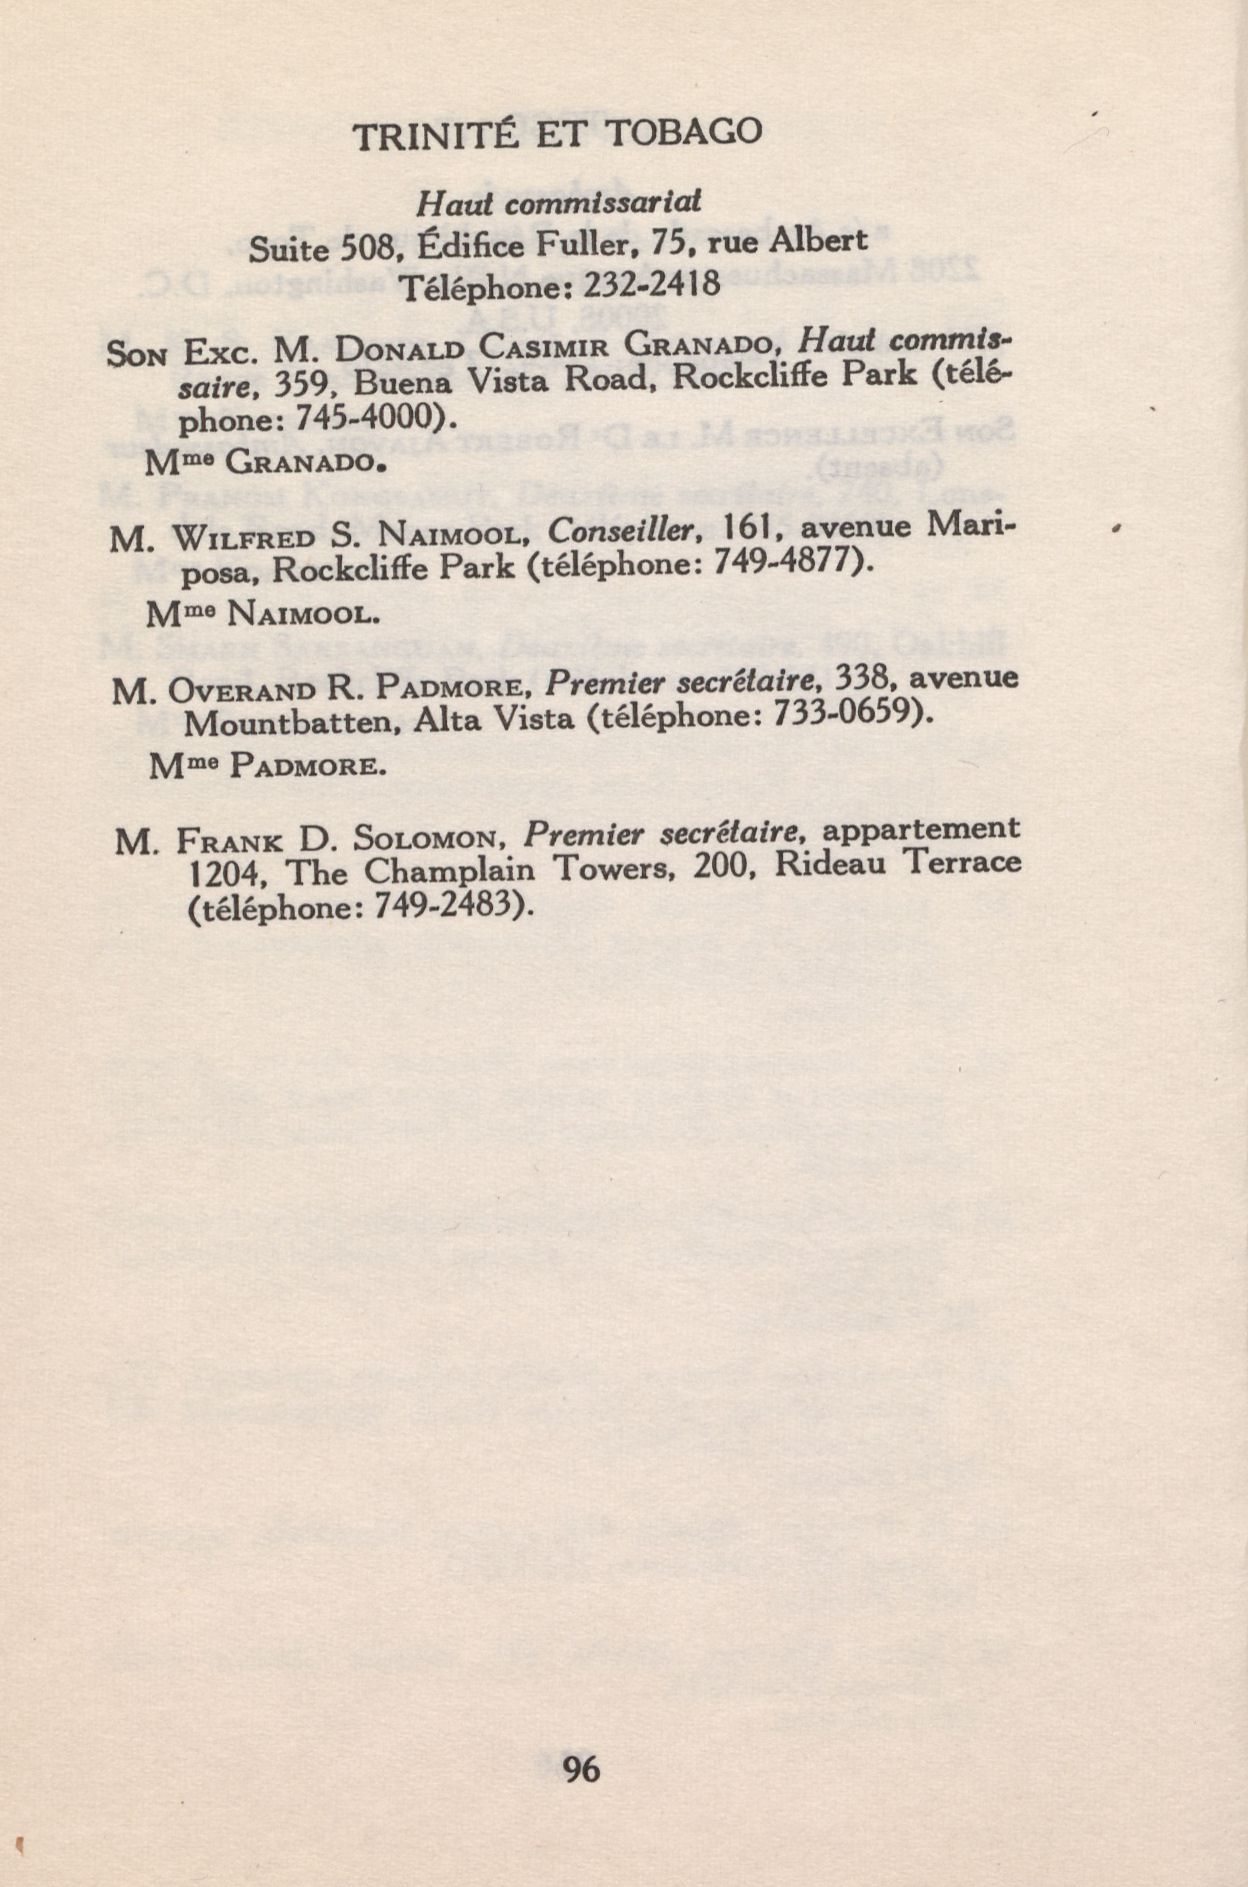 TRINITÉ ET TOBAGO
Haut commissariat
Suite 508, Édifice Fuller, 75, rue Albert
Téléphone: 232-2418
SON EXC. M. DONALD CASIMIR GRANADO, Haut commis-
saire, 359, Buena Vista Road, Rockcliffe Park (télé-
phone: 745-4000).
Mme GRANADO.
M. WILFRED S. NAIMOOL, Conseiller, 161, avenue Mari-
posa, Rockcliffe Park (téléphone: 749-4877).
Mme NAIMOOL.
M. OVERAND R. PADMORE, Premier secrétaire, 338, avenue
Mountbatten, Alta Vista (téléphone: 733-0659).
Mme PADMORE.
M. FRANK D. SOLOMON, Premier secrétaire, appartement
1204, The Champlain Towers, 200, Rideau Terrace
(téléphone: 749-2483).
96